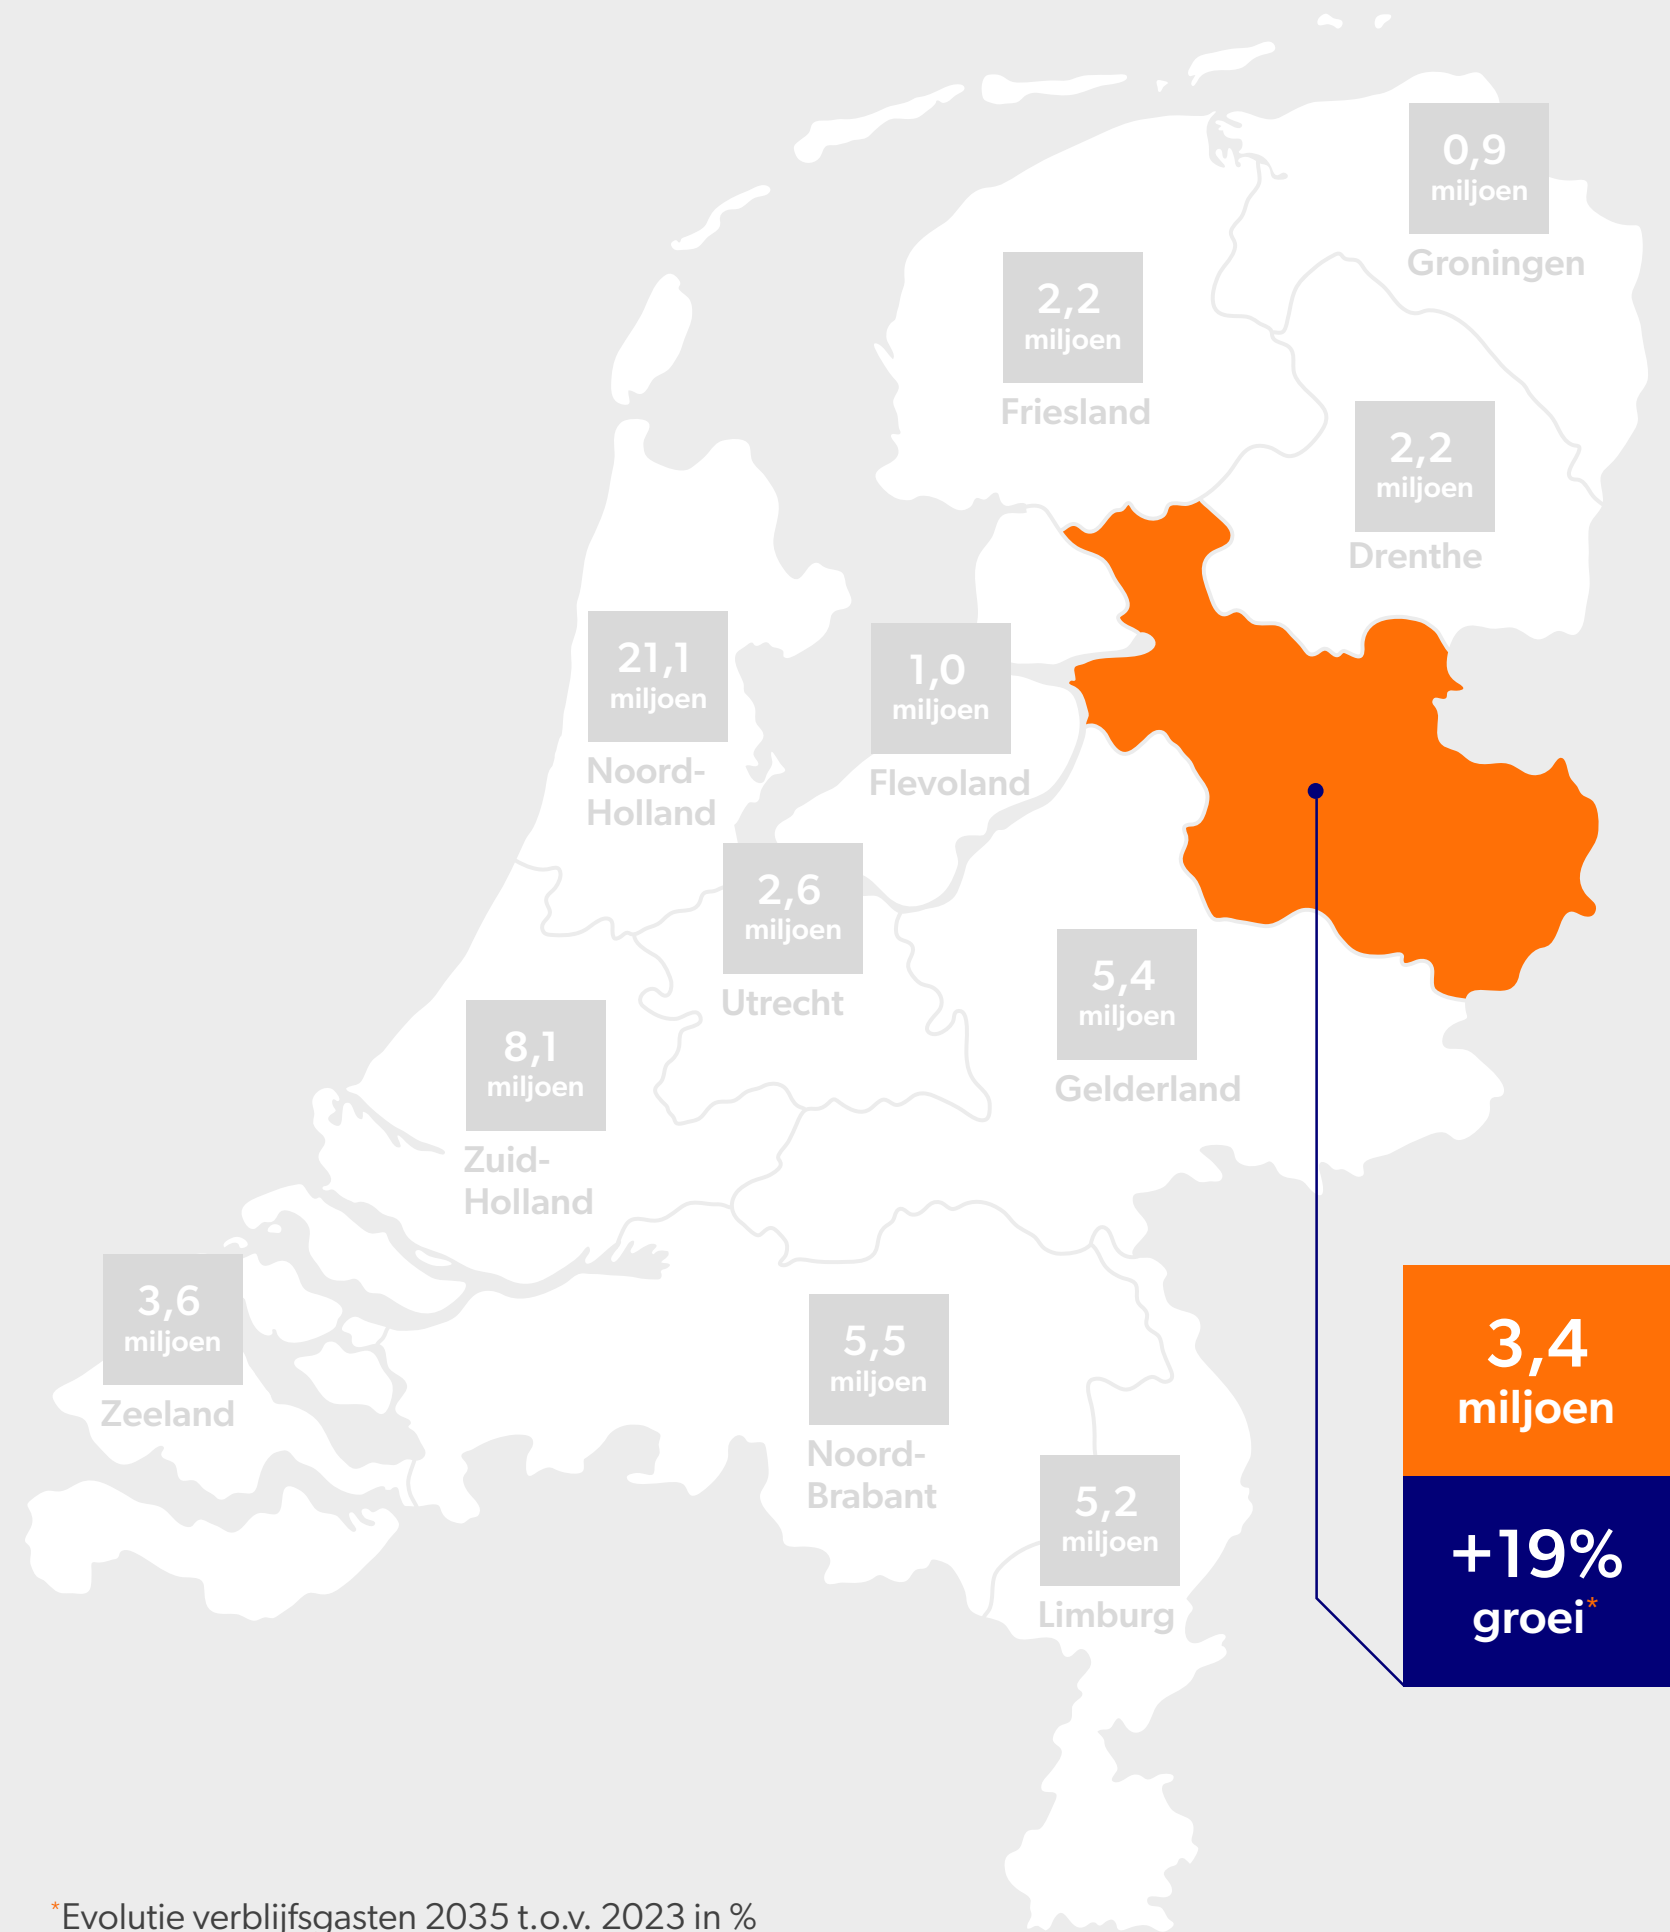 0,9
miljoen
Groningen
2,2
miljoen
Friesland
2,2
miljoen
Drenthe
21,1
miljoen
Noord-
Holland
1,0
miljoen
Flevoland
2,6
miljoen
Utrecht
5,4
miljoen
Gelderland
8,1
miljoen
Zuid-
Holland
3,6
miljoen
Zeeland
5,5
miljoen
Noord-
Brabant
5,2
miljoen
Limburg
3,4
miljoen
+19%
groei*
*Evolutie verblijfsgasten 2035 t.o.v. 2023 in %